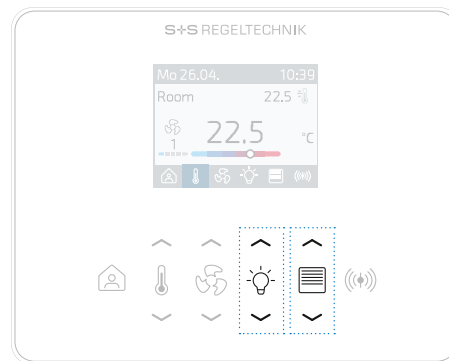 S+S REGELTECHNIK
Mo 26.04. 10:39
Room 22.5
22.5 °C
1